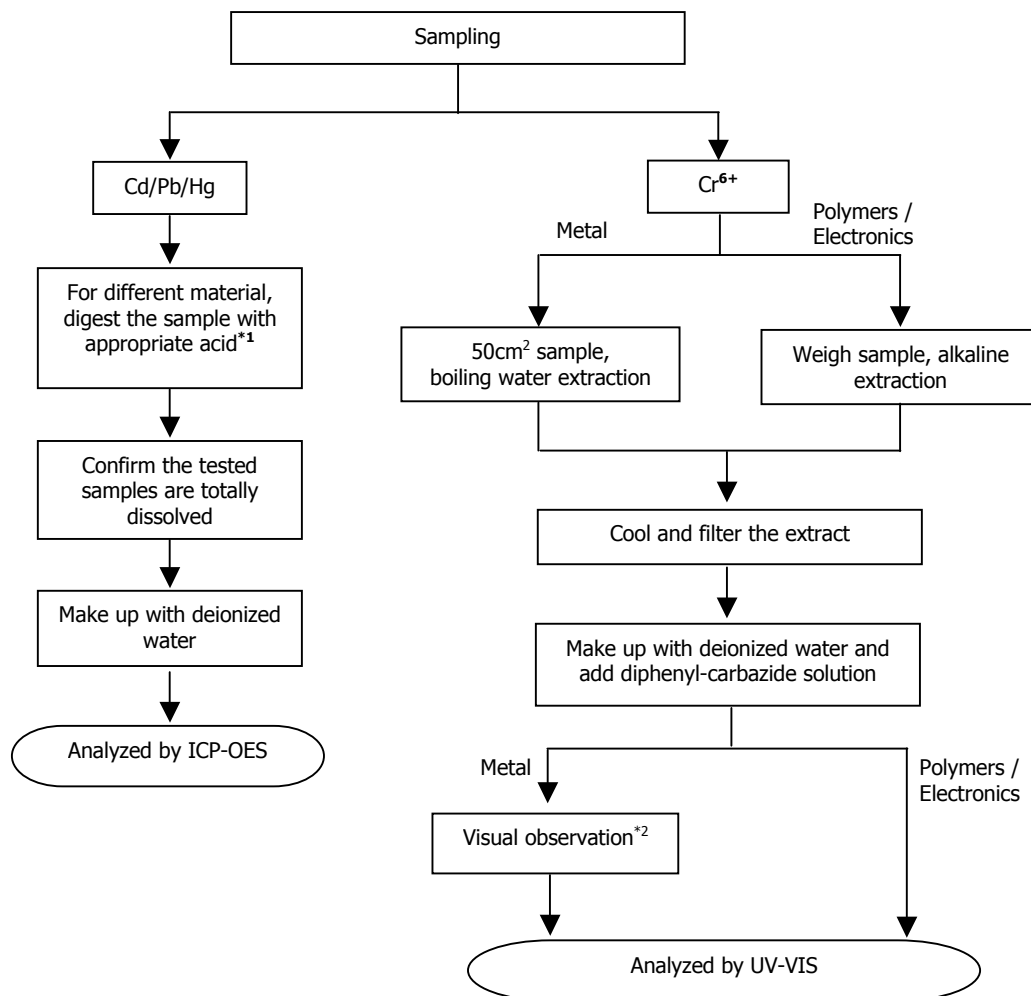 Sampling
Cd/Pb/Hg
Cr6+
Metal
Polymers /
Electronics
For different material,
digest the sample with
appropriate acid*1
50cm2 sample,
boiling water extraction
Weigh sample, alkaline
extraction
Confirm the tested
samples are totally
dissolved
Cool and filter the extract
Make up with deionized
water
Make up with deionized water and
add diphenyl-carbazide solution
Analyzed by ICP-OES
Metal
Polymers /
Electronics
Visual observation*2
Analyzed by UV-VIS